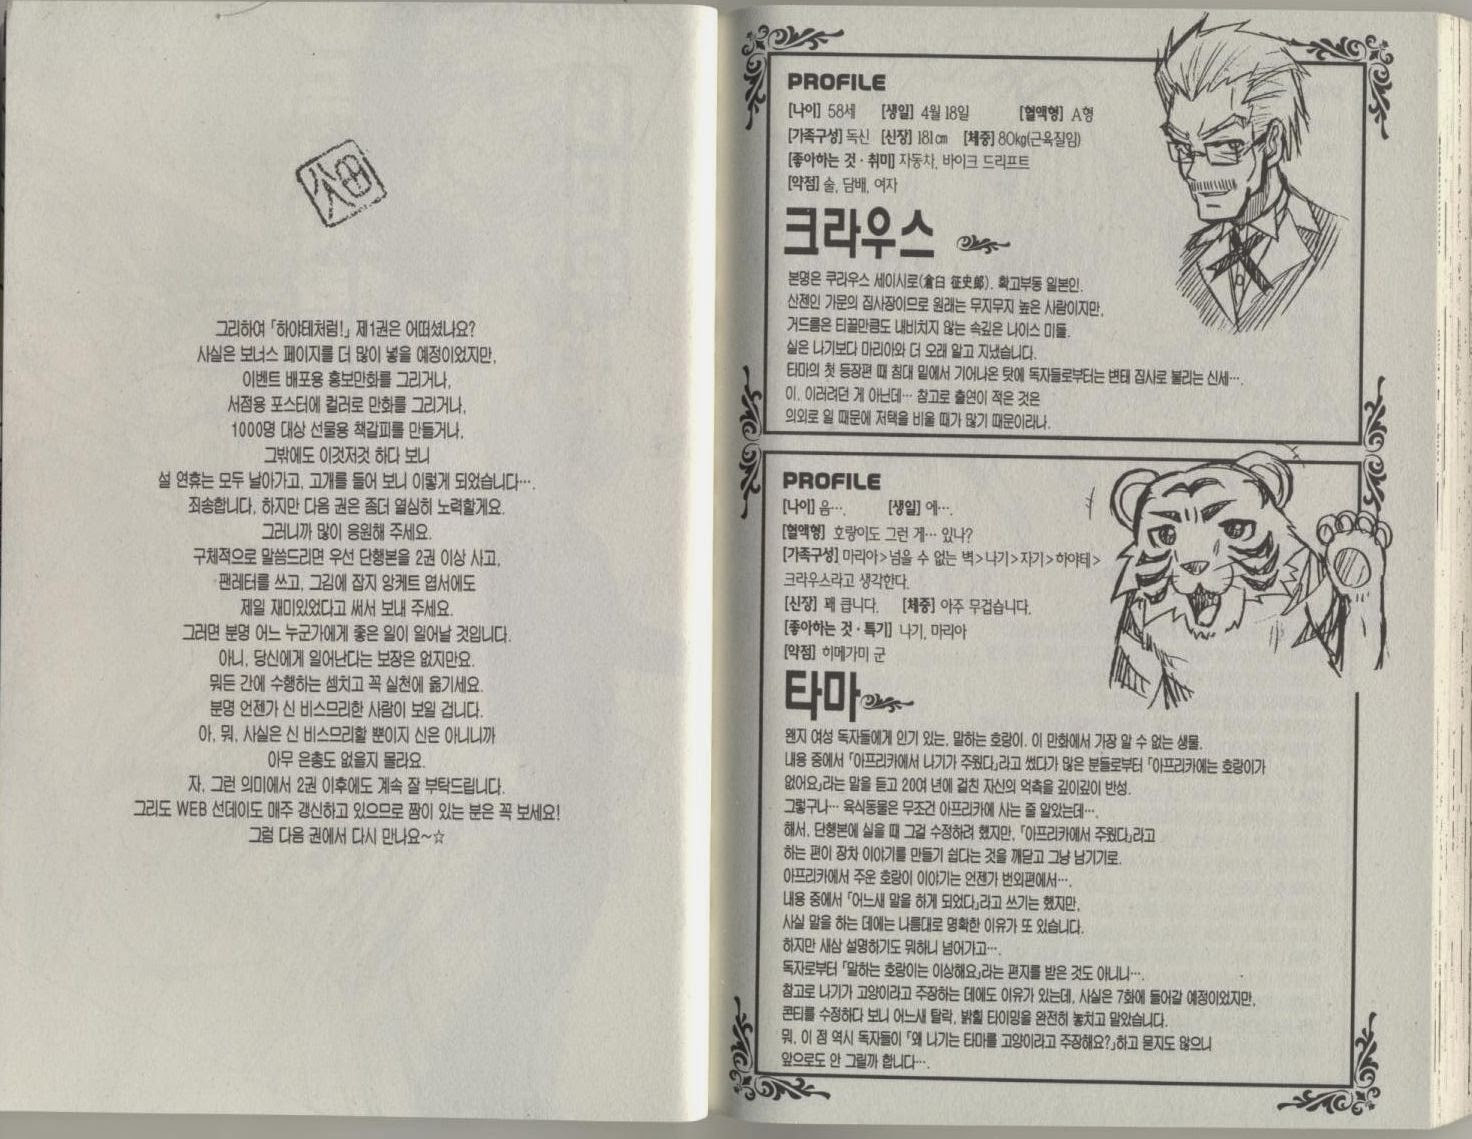 그리하여 「하야테처럼!」 제1권은 어떠셨나요?
사실은 보너스 페이지를 더 많이 넣을 예정이었지만,
이벤트 배포용 홍보만화를 그리거나,
서점용 포스터에 컬러로 만화를 그리거나,
1000명 대상 선물용 책갈피를 만들거나,
그밖에도 이것저것 하다 보니
설 연휴는 모두 날아가고, 고개를 들어 보니 이렇게 되었습니다….
죄송합니다, 하지만 다음 권은 좀더 열심히 노력할게요.
그러니까 많이 응원해 주세요.
구체적으로 말씀드리면 우선 단행본을 2권 이상 사고,
팬레터를 쓰고, 그김에 잡지 앙케트 엽서에도
제일 재미있었다고 써서 보내 주세요.
그러면 분명 어느 누군가에게 좋은 일이 일어날 것입니다.
아니, 당신에게 일어난다는 보장은 없지만요.
뭐든 간에 수행하는 셈치고 꼭 실천에 옮기세요.
분명 언젠가 신 비스므리한 사람이 보일 겁니다.
아, 뭐, 사실은 신 비스므리할 뿐이지 신은 아니니까
아무 은총도 없을지 몰라요.
자, 그런 의미에서 2권 이후에도 계속 잘 부탁드립니다.
그리도 WEB 선데이도 매주 갱신하고 있으므로 짬이 있는 분은 꼭 보세요!
그럼 다음 권에서 다시 만나요~☆
PROFILE
[나이] 58세 [생일] 4월 18일 [혈액형] A형
[가족구성] 독신 [신장] 181㎝ [체중] 80kg(근육질임)
[좋아하는 것·취미] 자동차, 바이크 드리프트
[약점] 술, 담배, 여자
크라우스
본명은 쿠라우스 세이시로(倉臼 征史郎). 확고부동 일본인.
산젠인 가문의 집사장이므로 원래는 무지무지 높은 사람이지만,
거드름은 티끌만큼도 내비치지 않는 속깊은 나이스 미들.
실은 나기보다 마리아와 더 오래 알고 지냈습니다.
타마의 첫 등장편 때 침대 밑에서 기어나온 탓에 독자들로부터는 변태 집사로 불리는 신세….
이, 이러려던 게 아닌데… 참고로 출연이 적은 것은
의외로 일 때문에 저택을 비울 때가 많기 때문이라나.
PROFILE
[나이] 음…. [생일] 에….
[혈액형] 호랑이도 그런 게… 있나?
[가족구성] 마리아>넘을 수 없는 벽>나기>자기>하야테>
크라우스라고 생각한다.
[신장] 꽤 큽니다. [체중] 아주 무겁습니다.
[좋아하는 것·특기] 나기, 마리아
[약점] 히메가미 군
타마
왠지 여성 독자들에게 인기 있는, 말하는 호랑이. 이 만화에서 가장 알 수 없는 생물.
내용 중에서 「아프리카에서 나기가 주웠다」라고 썼다가 많은 분들로부터 「아프리카에는 호랑이가
없어요」라는 말을 듣고 20여 년에 걸친 자신의 억측을 깊이깊이 반성.
그렇구나… 육식동물은 무조건 아프리카에 사는 줄 알았는데….
해서, 단행본에 실을 때 그걸 수정하려 했지만, 「아프리카에서 주웠다」라고
하는 편이 장차 이야기를 만들기 쉽다는 것을 깨닫고 그냥 남기기로.
아프리카에서 주운 호랑이 이야기는 언젠가 번외편에서….
내용 중에서 「어느새 말을 하게 되었다」라고 쓰기는 했지만,
사실 말을 하는 데에는 나름대로 명확한 이유가 또 있습니다.
하지만 새삼 설명하기도 뭐하니 넘어가고….
독자로부터 「말하는 호랑이는 이상해요」라는 편지를 받은 것도 아니니….
참고로 나기가 고양이라고 주장하는 데에도 이유가 있는데, 사실은 7화에 들어갈 예정이었지만,
콘티를 수정하다 보니 어느새 탈락, 밝힐 타이밍을 완전히 놓치고 말았습니다.
뭐, 이 점 역시 독자들이 「왜 나기는 타마를 고양이라고 주장해요?」하고 묻지도 않으니
앞으로도 안 그릴까 합니다….